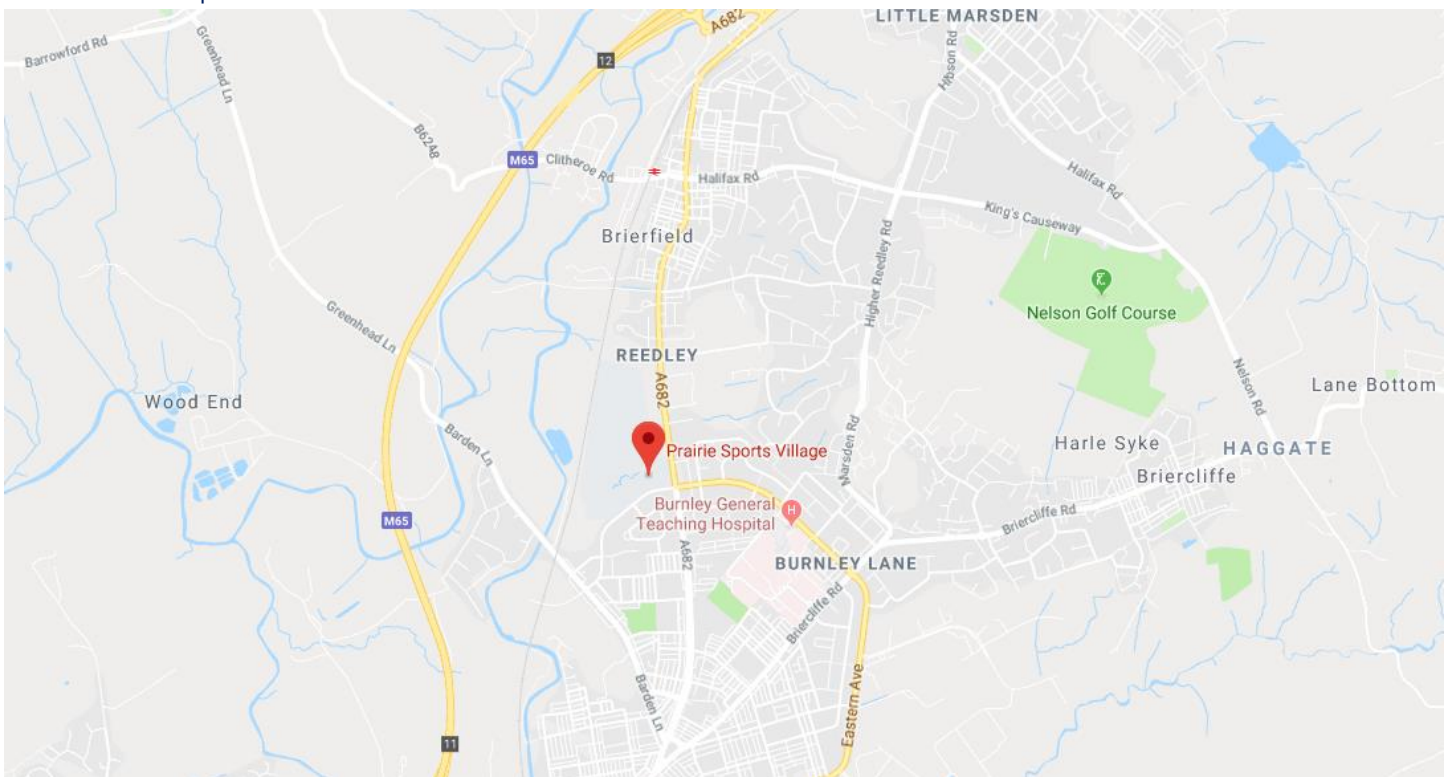 LITTLE MARSDEN
A682
Barrowford Rd
Greenhead Ln
12
Hibson Rd
B6248
M65
Clitheroe Rd
Halifax Rd
Halifax Rd
King's Causeway
Brierfield
Higher Reedley Rd
Nelson Golf Course
Greenhead Ln
REEDLEY
A682
Nelson Rd
Lane Bottom
Wood End
Barden Ln
Prairie Sports Village
Marsden Rd
Harle Syke
HAGGATE
Briercliffe
Burnley General
Teaching Hospital
H
M65
A682
Briercliffe Rd
BURNLEY LANE
Briercliffe Rd
Barden Ln
Eastern Ave
11